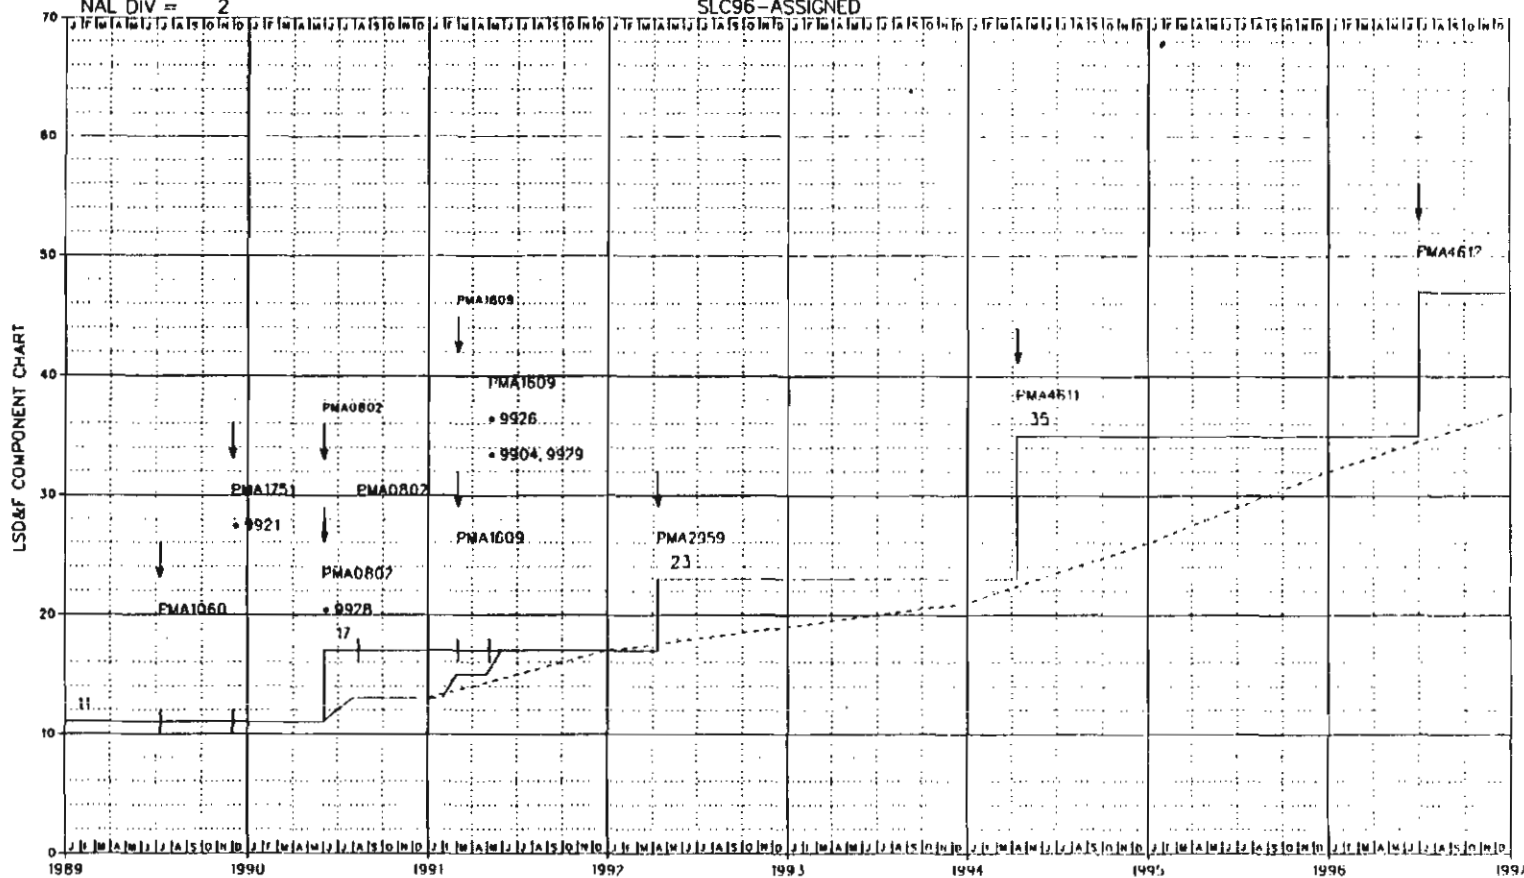 NAL DIV = 2
SLC96-ASSIGNED
70
J F M A M J J A S O N D J F M A M J J A S O N D J F M A M J J A S O N D J F M A M J J A S O N D J F M A M J J A S O N D J F M A M J J A S O N D J F M A M J J A S O N D J F M A M J J A S O N D
60
50
PMA4612
PMA1609
LSD&F COMPONENT CHART
40
PMA1609
PMA4611
PMA0802
35
9926
9904, 9929
30
PMA1751
PMA0802
9921
PMA1609
PMA2959
23
PMA0802
20
PMA1060
9928
17
11
10
0
J F M A M J J A S O N D J F M A M J J A S O N D J F M A M J J A S O N D J F M A M J J A S O N D J F M A M J J A S O N D J F M A M J J A S O N D J F M A M J J A S O N D J F M A M J J A S O N D
1989 1990 1991 1992 1993 1994 1995 1996 1997